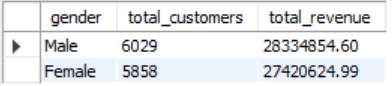 gender total_customers total_revenue
Male 6029 28334854.60
Female 5858 27420624.99